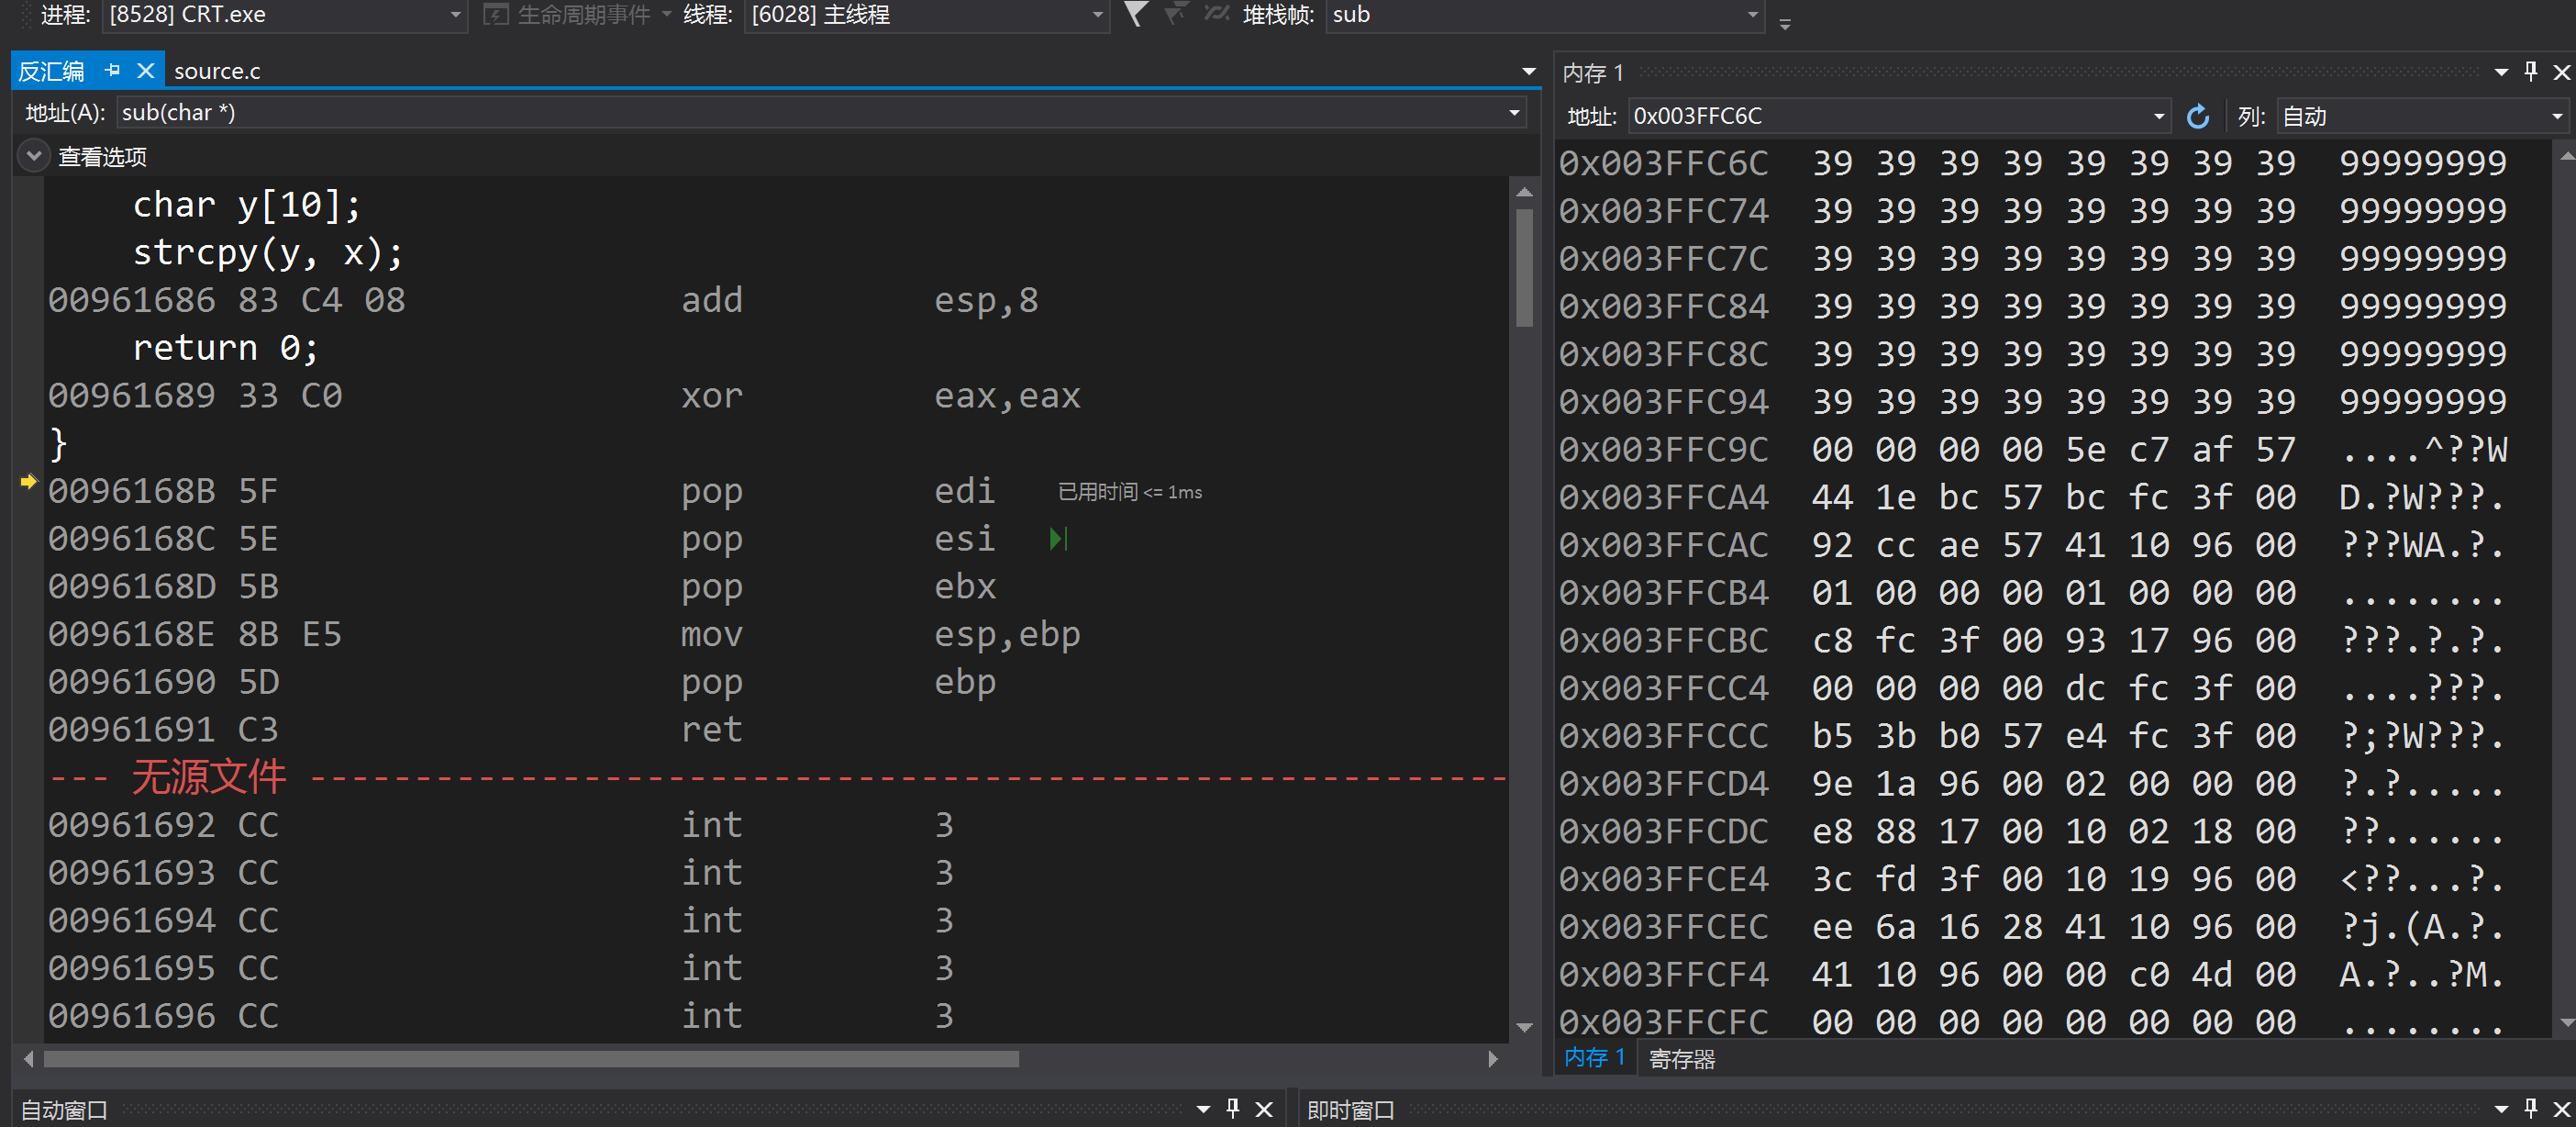 进程: [8528] CRT.exe 生命周期事件 线程: [6028] 主线程 堆栈帧: sub
反汇编 source.c
地址(A): sub(char *)
查看选项
char y[10];
strcpy(y, x);
00961686 83 C4 08 add esp,8
return 0;
00961689 33 C0 xor eax,eax
}
0096168B 5F pop edi 已用时间 <= 1ms
0096168C 5E pop esi
0096168D 5B pop ebx
0096168E 8B E5 mov esp,ebp
00961690 5D pop ebp
00961691 C3 ret
--- 无源文件 ---------------------------------------------------------
00961692 CC int 3
00961693 CC int 3
00961694 CC int 3
00961695 CC int 3
00961696 CC int 3
内存 1
地址: 0x003FFC6C 列: 自动
0x003FFC6C 39 39 39 39 39 39 39 39 99999999
0x003FFC74 39 39 39 39 39 39 39 39 99999999
0x003FFC7C 39 39 39 39 39 39 39 39 99999999
0x003FFC84 39 39 39 39 39 39 39 39 99999999
0x003FFC8C 39 39 39 39 39 39 39 39 99999999
0x003FFC94 39 39 39 39 39 39 39 39 99999999
0x003FFC9C 00 00 00 00 5e c7 af 57 ....^??W
0x003FFCA4 44 1e bc 57 bc fc 3f 00 D.?W???.
0x003FFCAC 92 cc ae 57 41 10 96 00 ???WA.?.
0x003FFCB4 01 00 00 00 01 00 00 00 ........
0x003FFCBC c8 fc 3f 00 93 17 96 00 ???.?.?.
0x003FFCC4 00 00 00 00 dc fc 3f 00 ....???.
0x003FFCCC b5 3b b0 57 e4 fc 3f 00 ?;?W???.
0x003FFCD4 9e 1a 96 00 02 00 00 00 ?.?.....
0x003FFCDC e8 88 17 00 10 02 18 00 ??......
0x003FFCE4 3c fd 3f 00 10 19 96 00 <??...?.
0x003FFCEC ee 6a 16 28 41 10 96 00 ?j.(A.?.
0x003FFCF4 41 10 96 00 00 c0 4d 00 A.?..?M.
0x003FFCFC 00 00 00 00 00 00 00 00 ........
内存 1 寄存器
自动窗口
即时窗口